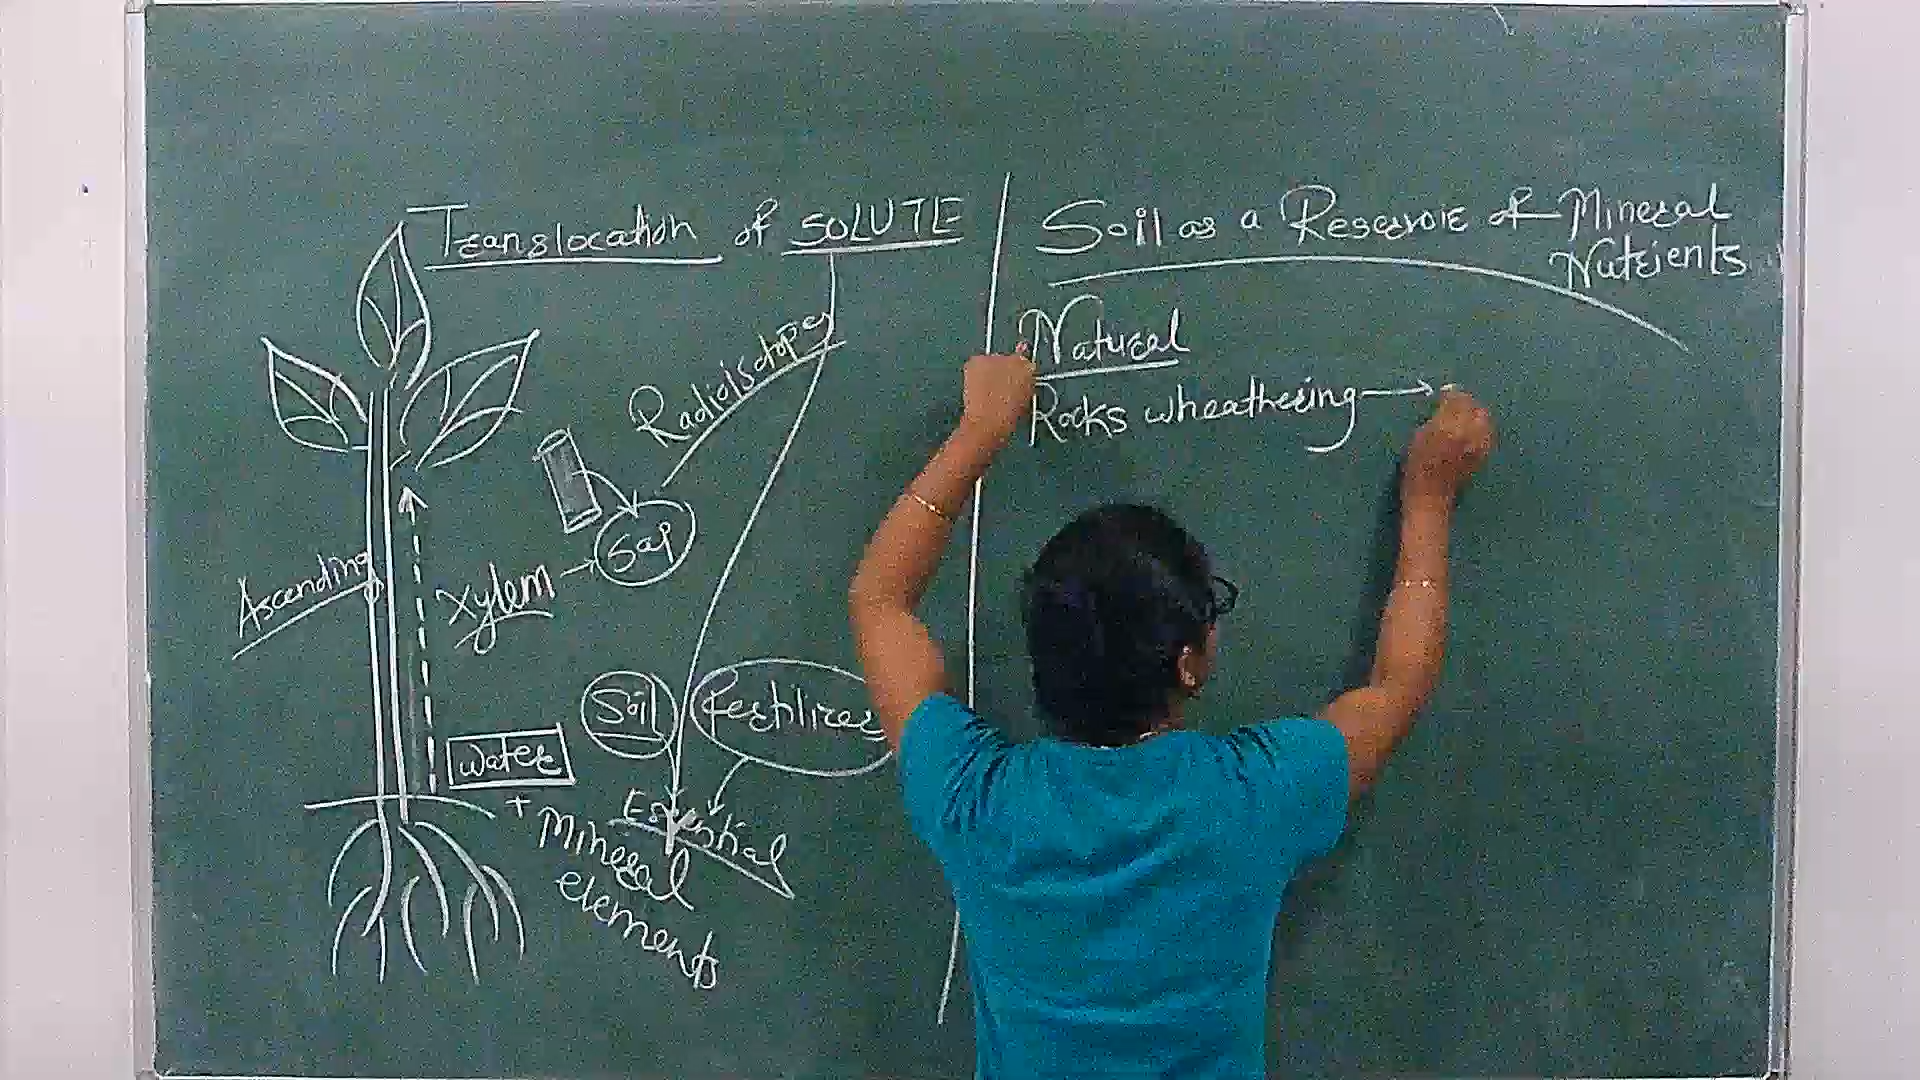 Translocation of SOLUTE
Radioisotopes
Sap
Ascending
Xylem
Soil
Fertilizer
Water
+ Mineral
elements
Essential
Soil as a Reservoir of Mineral
Nutrients
Natural
Rocks wheathering →